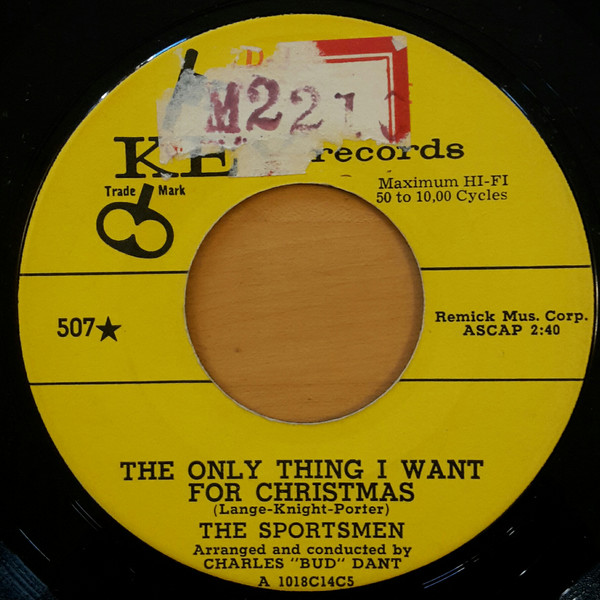 M221
KE records
Trade Mark
Maximum HI-FI
50 to 10,00 Cycles
507★
Remick Mus. Corp.
ASCAP 2:40
THE ONLY THING I WANT
FOR CHRISTMAS
(Lange-Knight-Porter)
THE SPORTSMEN
Arranged and conducted by
CHARLES "BUD" DANT
A 1018C14C5